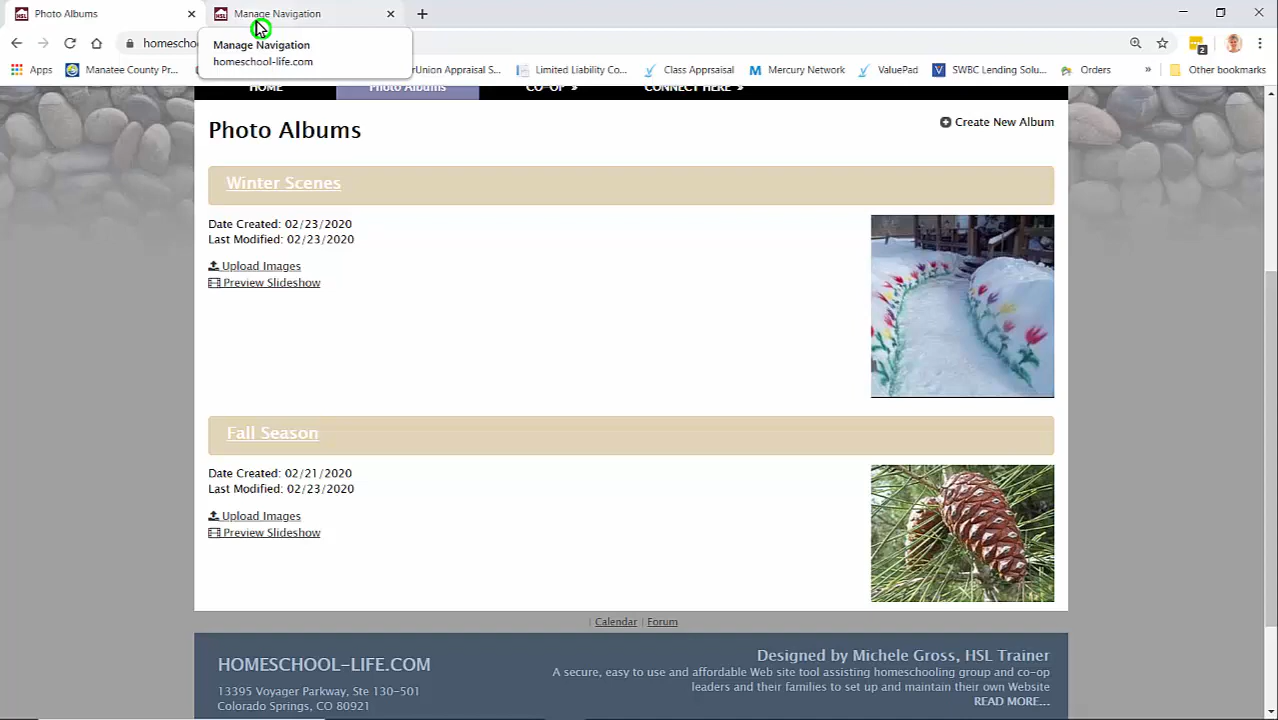 Photo Albums
Manage Navigation
homescho
Manage Navigation
homeschool-life.com
Apps
Manatee County Pr...
Union Appraisal S...
Limited Liability Co...
Class Apprsaisal
Mercury Network
ValuePad
SWBC Lending Solu...
Orders
»
Other bookmarks
2
HOME
Photo Albums
CO-OP »
CONNECT HERE »
Photo Albums
Create New Album
Winter Scenes
Date Created: 02/23/2020
Last Modified: 02/23/2020
Upload Images
Preview Slideshow
Fall Season
Date Created: 02/21/2020
Last Modified: 02/23/2020
Upload Images
Preview Slideshow
| Calendar | Forum
HOMESCHOOL-LIFE.COM
13395 Voyager Parkway, Ste 130-501
Colorado Springs, CO 80921
Designed by Michele Gross, HSL Trainer
A secure, easy to use and affordable Web site tool assisting homeschooling group and co-op
leaders and their families to set up and maintain their own Website
READ MORE...